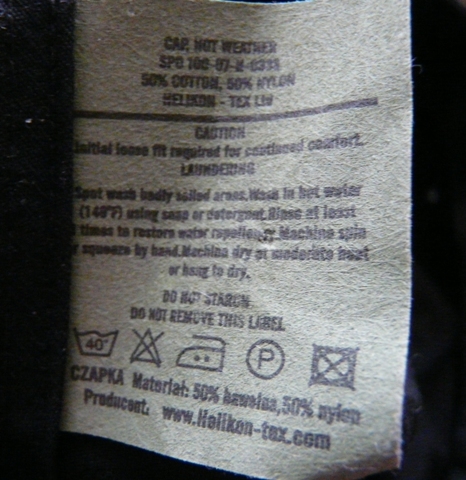 CAP, HOT WEATHER
SPO 100-97-H-0313
50% COTTON, 50% NYLON
HELIKON - TEX Ltd
CAUTION
Initial loose fit required for continued comfort.
LAUNDERING
Spot wash badly soiled areas.Wash in hot water
(140°F) using soap or detergent.Rinse at least
times to restore water repellency.Machine spin
r squeeze by hand.Machine dry at moderate heat
or hang to dry.
DO NOT STARCH
DO NOT REMOVE THIS LABEL
40° P
CZAPKA Materiał: 50% bawełna,50% nylon
Producent. www.Helikon-tex.com